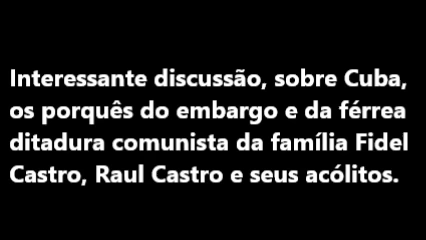 Interessante discussão, sobre Cuba,
os porquês do embargo e da férrea
ditadura comunista da família Fidel
Castro, Raul Castro e seus acólitos.